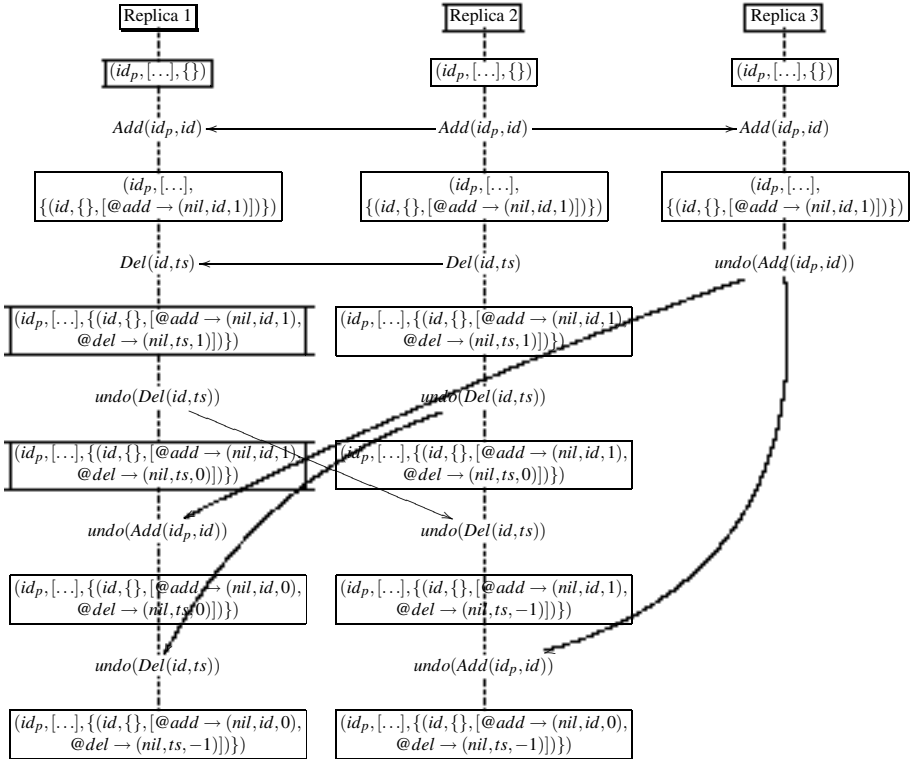 Replica 1 Replica 2 Replica 3
(id_p,[...],{}) (id_p,[...],{}) (id_p,[...],{})
Add(id_p,id) Add(id_p,id) Add(id_p,id)
(id_p,[...], (id_p,[...], (id_p,[...],
{(id,{},[@add → (nil,id,1)])}) {(id,{},[@add → (nil,id,1)])}) {(id,{},[@add → (nil,id,1)])})
Del(id,ts) Del(id,ts) undo(Add(id_p,id))
(id_p,[...],{(id,{},[@add → (nil,id,1), (id_p,[...],{(id,{},[@add → (nil,id,1),
@del → (nil,ts,1)])}) @del → (nil,ts,1)])})
undo(Del(id,ts)) undo(Del(id,ts))
(id_p,[...],{(id,{},[@add → (nil,id,1), (id_p,[...],{(id,{},[@add → (nil,id,1),
@del → (nil,ts,0)])}) @del → (nil,ts,0)])})
undo(Add(id_p,id)) undo(Del(id,ts))
(id_p,[...],{(id,{},[@add → (nil,id,0), (id_p,[...],{(id,{},[@add → (nil,id,1),
@del → (nil,ts,0)])}) @del → (nil,ts,−1)])})
undo(Del(id,ts)) undo(Add(id_p,id))
(id_p,[...],{(id,{},[@add → (nil,id,0), (id_p,[...],{(id,{},[@add → (nil,id,0),
@del → (nil,ts,−1)])}) @del → (nil,ts,−1)])})